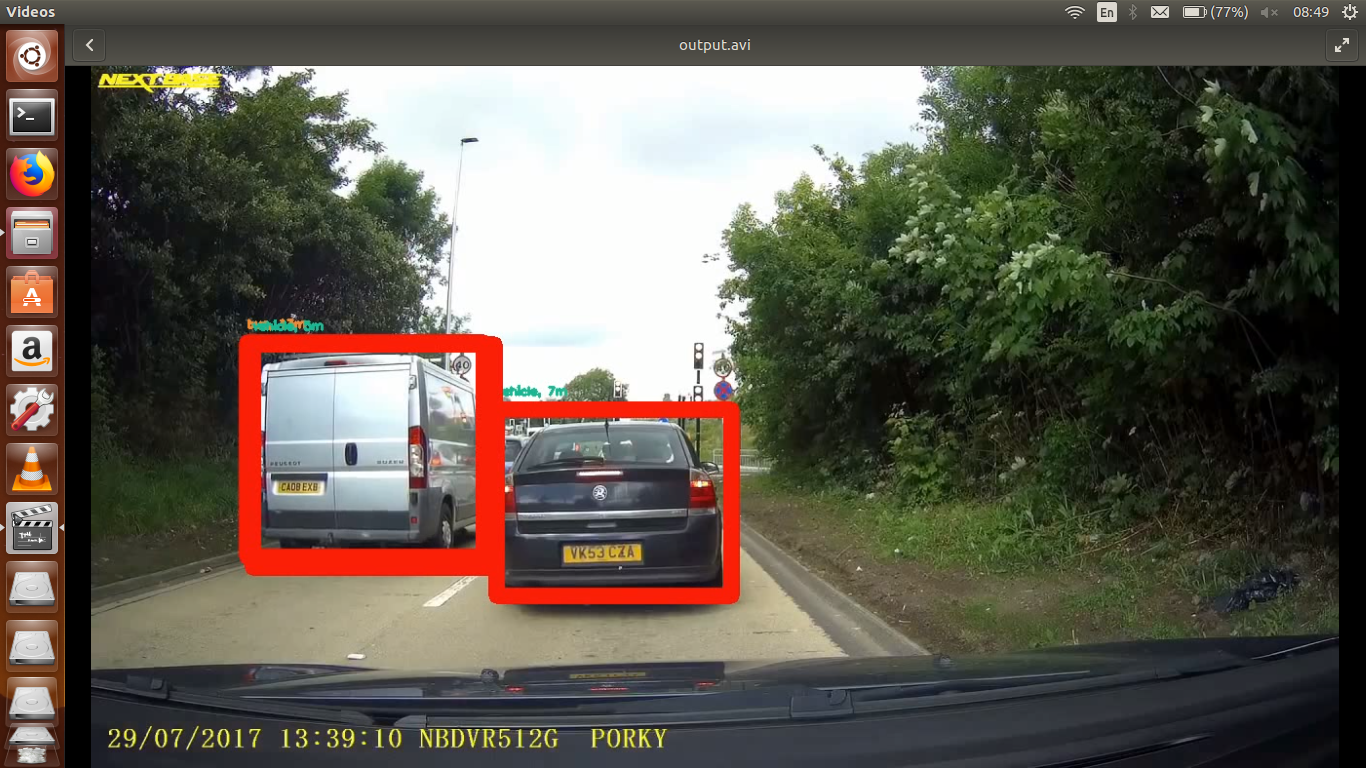 Videos
En
(77%)
08:49
output.avi
NEXTBASE
vehicle, 7m
40
PEUGEOT
BOXER
CA08 EXB
VK53 CZA
29/07/2017 13:39:10 NBDVR512G PORKY